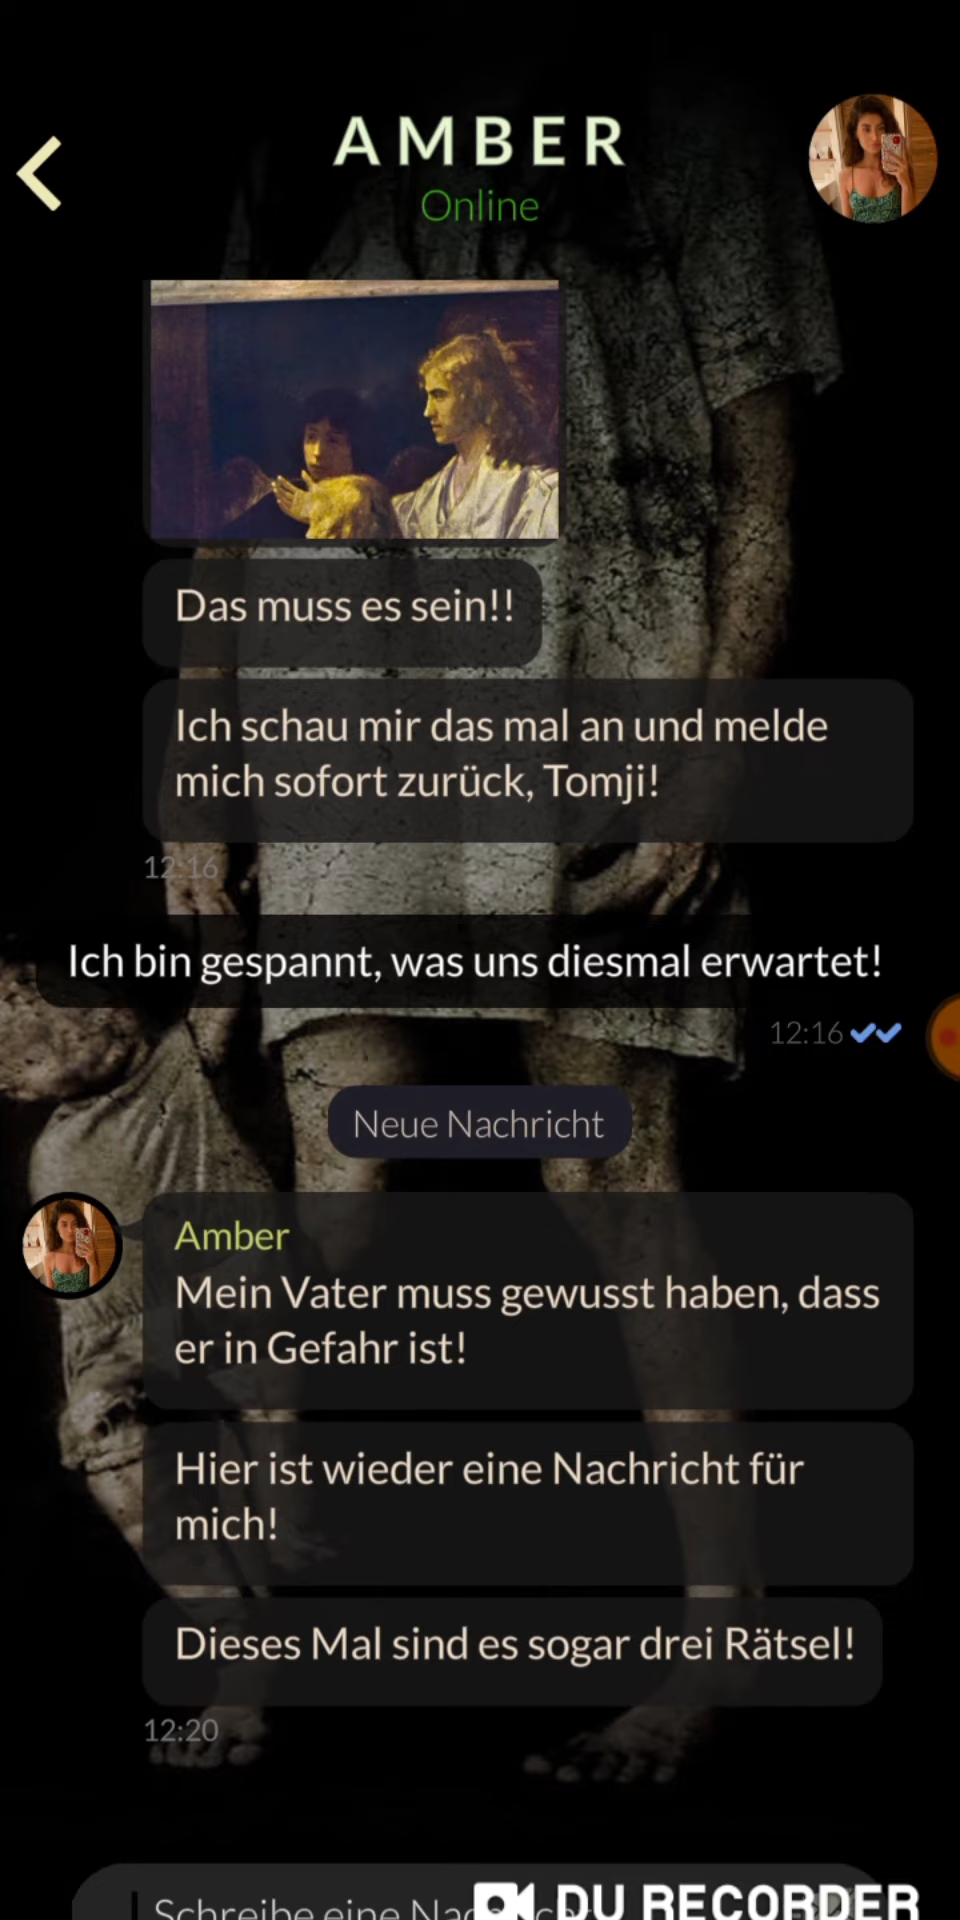 AMBER
Online
Das muss es sein!!
Ich schau mir das mal an und melde
mich sofort zurück, Tomji!
12:16
Ich bin gespannt, was uns diesmal erwartet!
12:16
Neue Nachricht
Amber
Mein Vater muss gewusst haben, dass
er in Gefahr ist!
Hier ist wieder eine Nachricht für
mich!
Dieses Mal sind es sogar drei Rätsel!
12:20
Schreibe eine
DU RECORDER